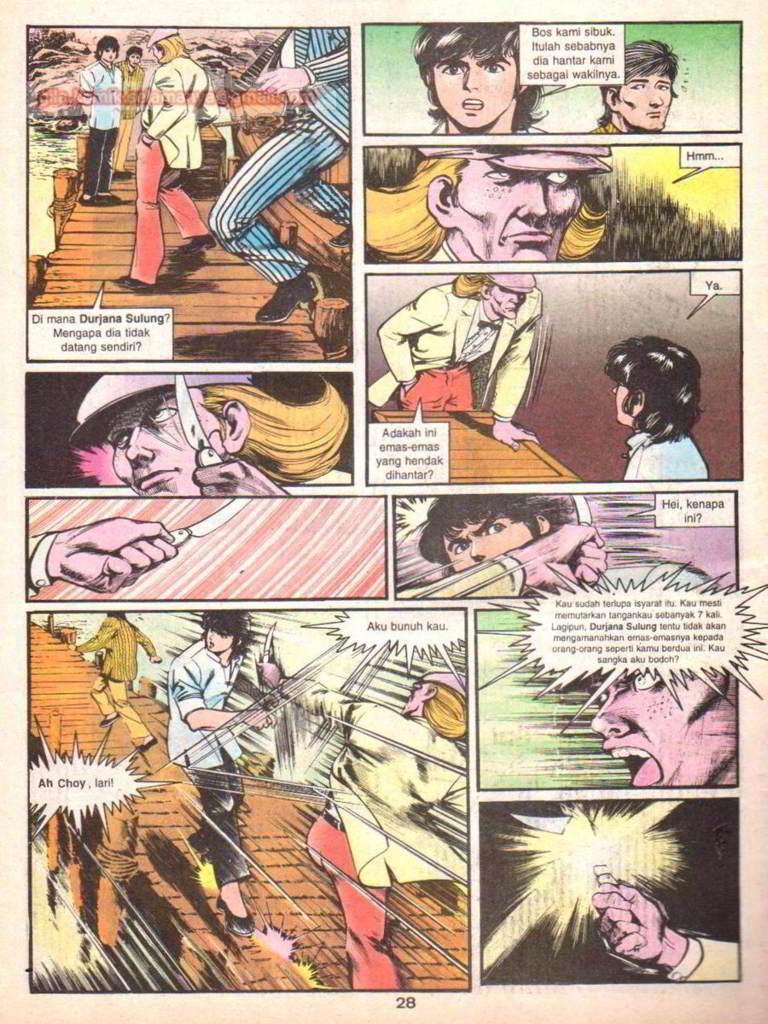 Di mana Durjana Sulung?
Mengapa dia tidak
datang sendiri?
Bos kami sibuk.
Itulah sebabnya
dia hantar kami
sebagai wakilnya.
Hmm...
Ya.
Adakah ini
emas-emas
yang hendak
dihantar?
Hei, kenapa
ini?
Aku bunuh kau.
Ah Choy, lari!
Kau sudah terlupa isyarat itu. Kau mesti
memutarkan tangankau sebanyak 7 kali.
Lagipun, Durjana Sulung tentu tidak akan
mengamanahkan emas-emasnya kepada
orang-orang seperti kamu berdua ini. Kau
sangka aku bodoh?
28